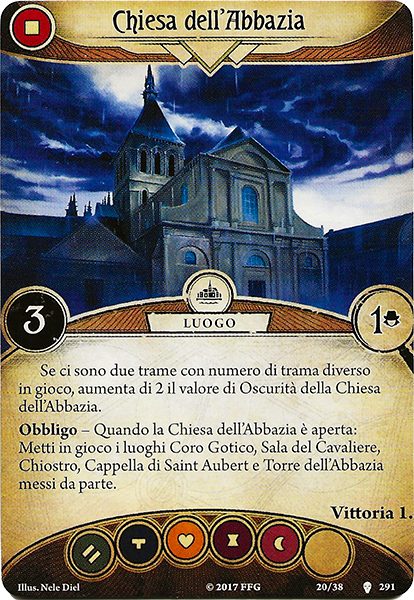 Chiesa dell'Abbazia
3
LUOGO
1
Se ci sono due trame con numero di trama diverso
in gioco, aumenta di 2 il valore di Oscurità della Chiesa
dell'Abbazia.
Obbligo – Quando la Chiesa dell'Abbazia è aperta:
Metti in gioco i luoghi Coro Gotico, Sala del Cavaliere,
Chiostro, Cappella di Saint Aubert e Torre dell'Abbazia
messi da parte.
Vittoria 1.
Illus. Nele Diel
© 2017 FFG
20/38
291